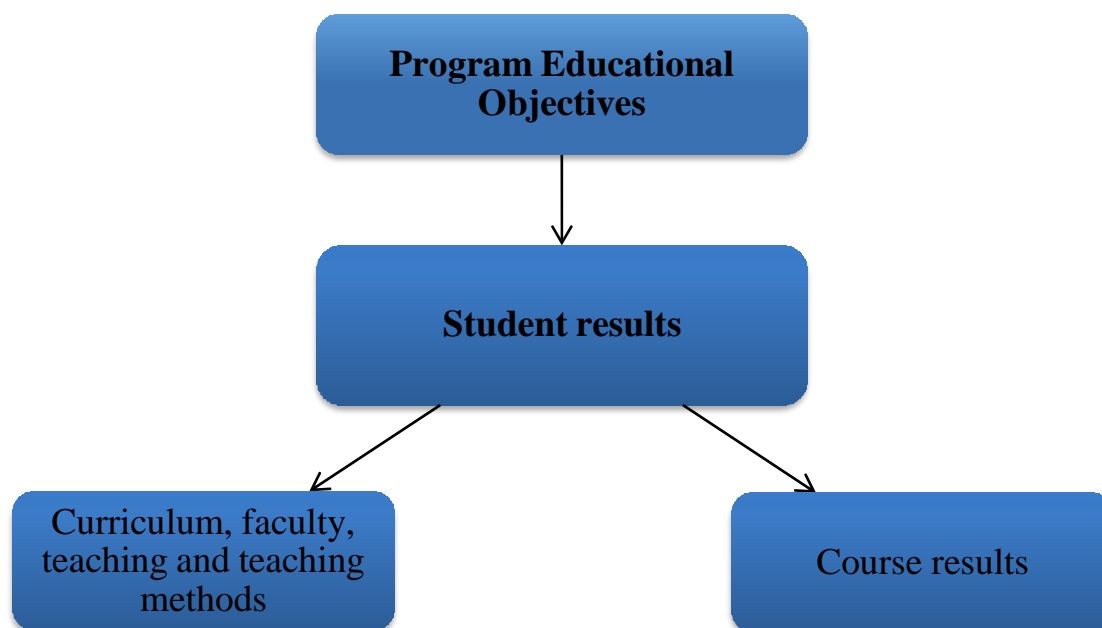 Program Educational
Objectives
Student results
Curriculum, faculty,
teaching and teaching
methods
Course results